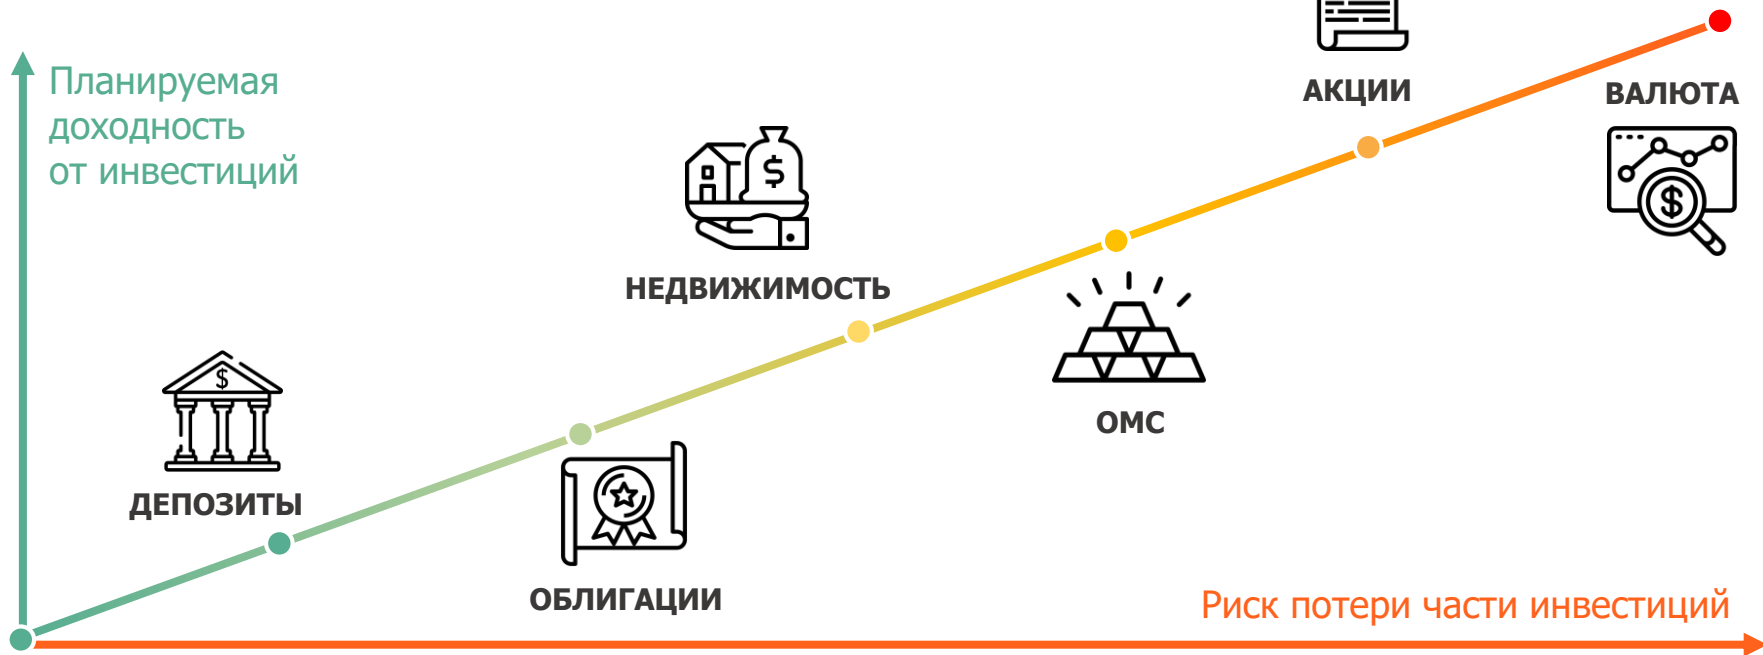 Планируемая
доходность
от инвестиций
АКЦИИ
ВАЛЮТА
$
$
НЕДВИЖИМОСТЬ
$
ДЕПОЗИТЫ
ОМС
ОБЛИГАЦИИ
Риск потери части инвестиций